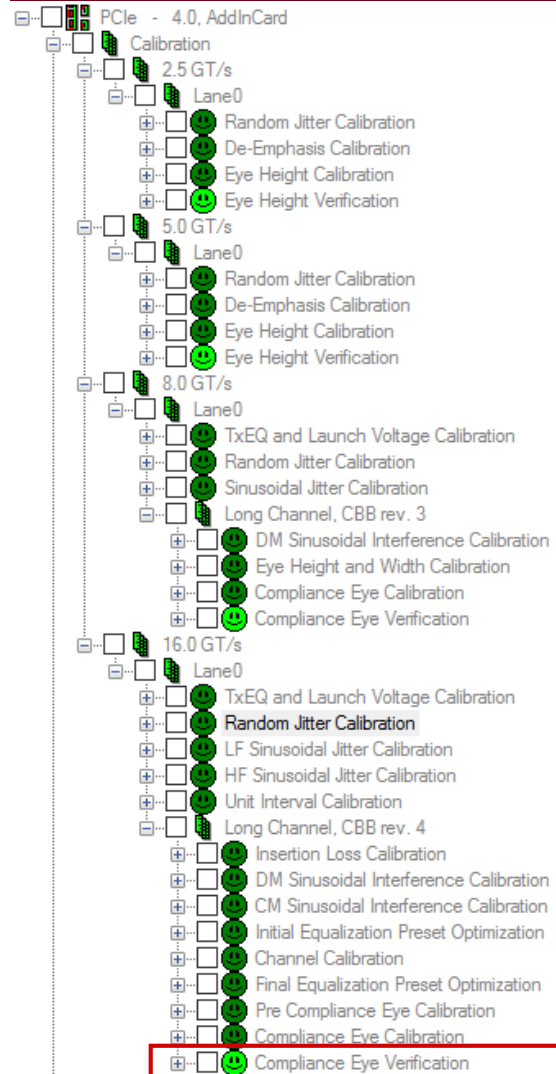 PCIe - 4.0, AddInCard
Calibration
2.5 GT/s
Lane0
Random Jitter Calibration
De-Emphasis Calibration
Eye Height Calibration
Eye Height Verification
5.0 GT/s
Lane0
Random Jitter Calibration
De-Emphasis Calibration
Eye Height Calibration
Eye Height Verification
8.0 GT/s
Lane0
TxEQ and Launch Voltage Calibration
Random Jitter Calibration
Sinusoidal Jitter Calibration
Long Channel, CBB rev. 3
DM Sinusoidal Interference Calibration
Eye Height and Width Calibration
Compliance Eye Calibration
Compliance Eye Verification
16.0 GT/s
Lane0
TxEQ and Launch Voltage Calibration
Random Jitter Calibration
LF Sinusoidal Jitter Calibration
HF Sinusoidal Jitter Calibration
Unit Interval Calibration
Long Channel, CBB rev. 4
Insertion Loss Calibration
DM Sinusoidal Interference Calibration
CM Sinusoidal Interference Calibration
Initial Equalization Preset Optimization
Channel Calibration
Final Equalization Preset Optimization
Pre Compliance Eye Calibration
Compliance Eye Calibration
Compliance Eye Verification